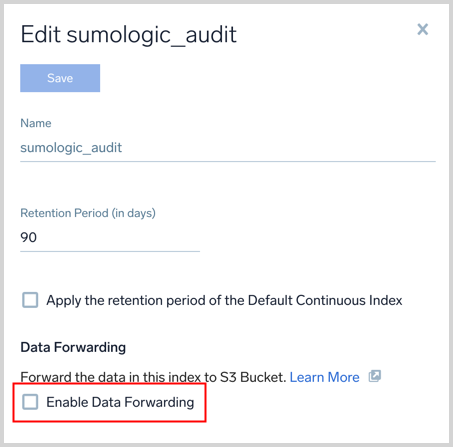 Edit sumologic_audit
Save
Name
sumologic_audit
Retention Period (in days)
90
Apply the retention period of the Default Continuous Index
Data Forwarding
Forward the data in this index to S3 Bucket. Learn More
Enable Data Forwarding